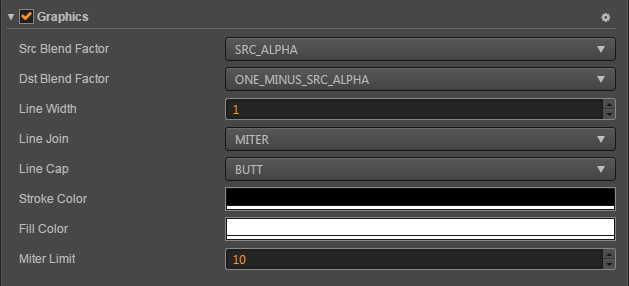 Graphics
Src Blend Factor SRC_ALPHA
Dst Blend Factor ONE_MINUS_SRC_ALPHA
Line Width 1
Line Join MITER
Line Cap BUTT
Stroke Color
Fill Color
Miter Limit 10